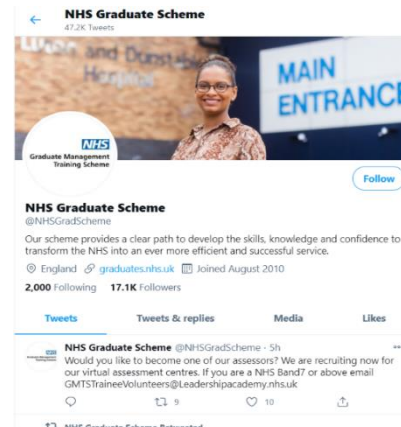 NHS Graduate Scheme
47.2K Tweets
Luton and Dunstable
Hospital
MAIN
ENTRANCE
NHS
Graduate Management
Training Scheme
Follow
NHS Graduate Scheme
@NHSGradScheme
Our scheme provides a clear path to develop the skills, knowledge and confidence to
transform the NHS into an ever more efficient and successful service.
England graduates.nhs.uk Joined August 2010
2,000 Following 17.1K Followers
Tweets Tweets & replies Media Likes
NHS Graduate Scheme @NHSGradScheme · 5h
Would you like to become one of our assessors? We are recruiting now for
our virtual assessment centres. If you are a NHS Band7 or above email
GMTSTraineeVolunteers@Leadershipacademy.nhs.uk
9 10
NHS Graduate Scheme Retweeted